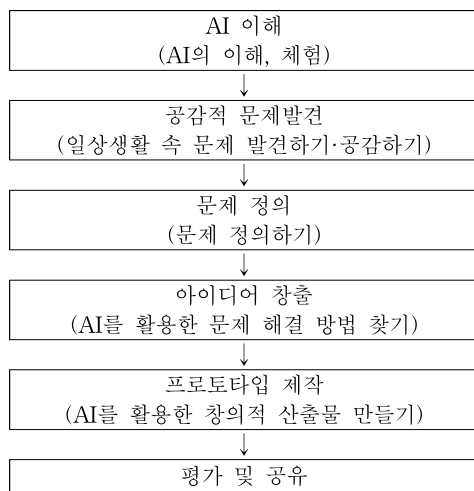 AI 이해
(AI의 이해, 체험)
공감적 문제발견
(일상생활 속 문제 발견하기·공감하기)
문제 정의
(문제 정의하기)
아이디어 창출
(AI를 활용한 문제 해결 방법 찾기)
프로토타입 제작
(AI를 활용한 창의적 산출물 만들기)
평가 및 공유